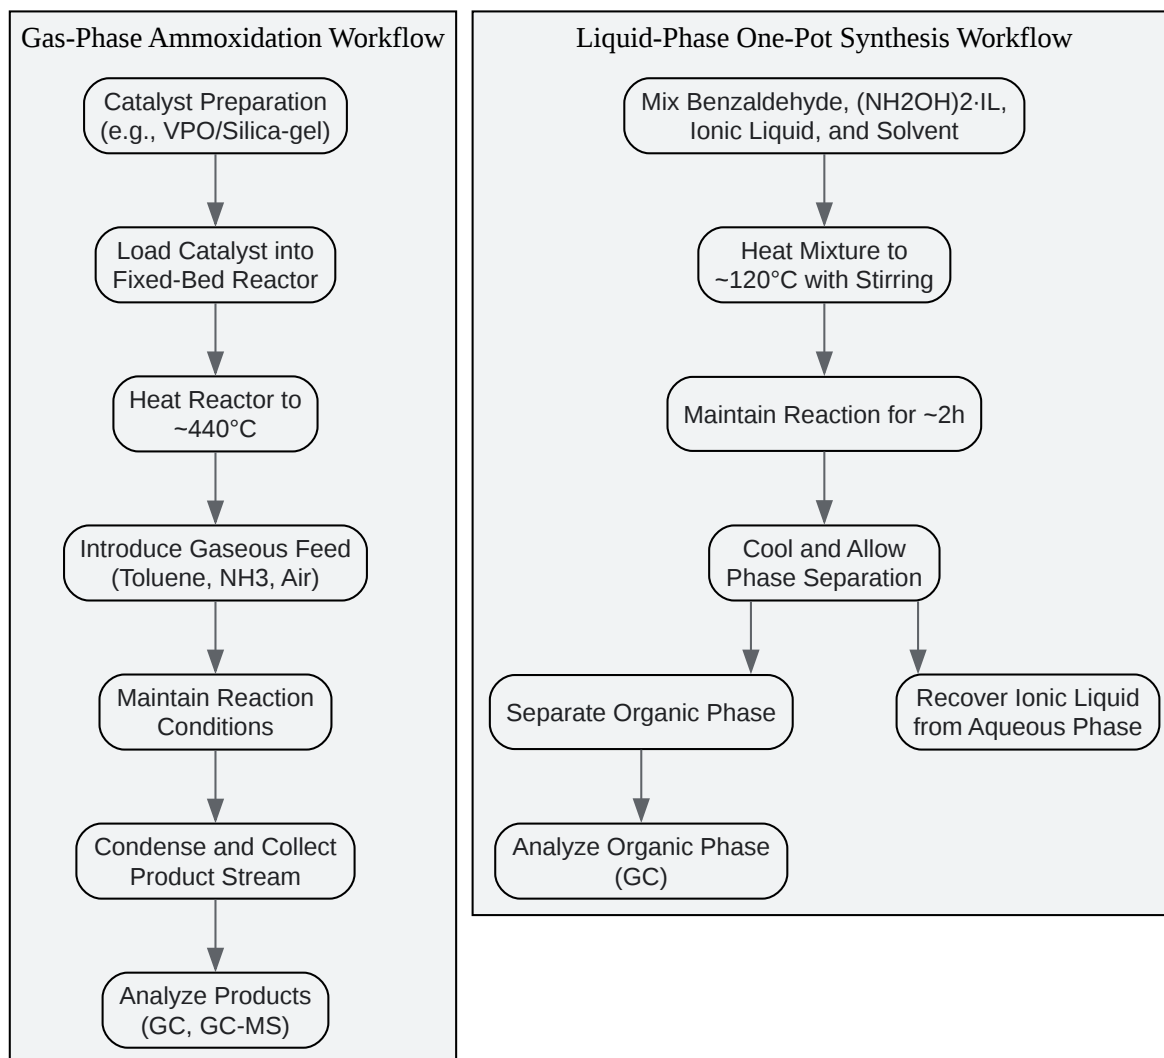 Gas-Phase Ammoxidation Workflow
Catalyst Preparation
(e.g., VPO/Silica-gel)
Load Catalyst into
Fixed-Bed Reactor
Heat Reactor to
~440°C
Introduce Gaseous Feed
(Toluene, NH3, Air)
Maintain Reaction
Conditions
Condense and Collect
Product Stream
Analyze Products
(GC, GC-MS)
Liquid-Phase One-Pot Synthesis Workflow
Mix Benzaldehyde, (NH2OH)2·IL,
Ionic Liquid, and Solvent
Heat Mixture to
~120°C with Stirring
Maintain Reaction for ~2h
Cool and Allow
Phase Separation
Separate Organic Phase
Recover Ionic Liquid
from Aqueous Phase
Analyze Organic Phase
(GC)